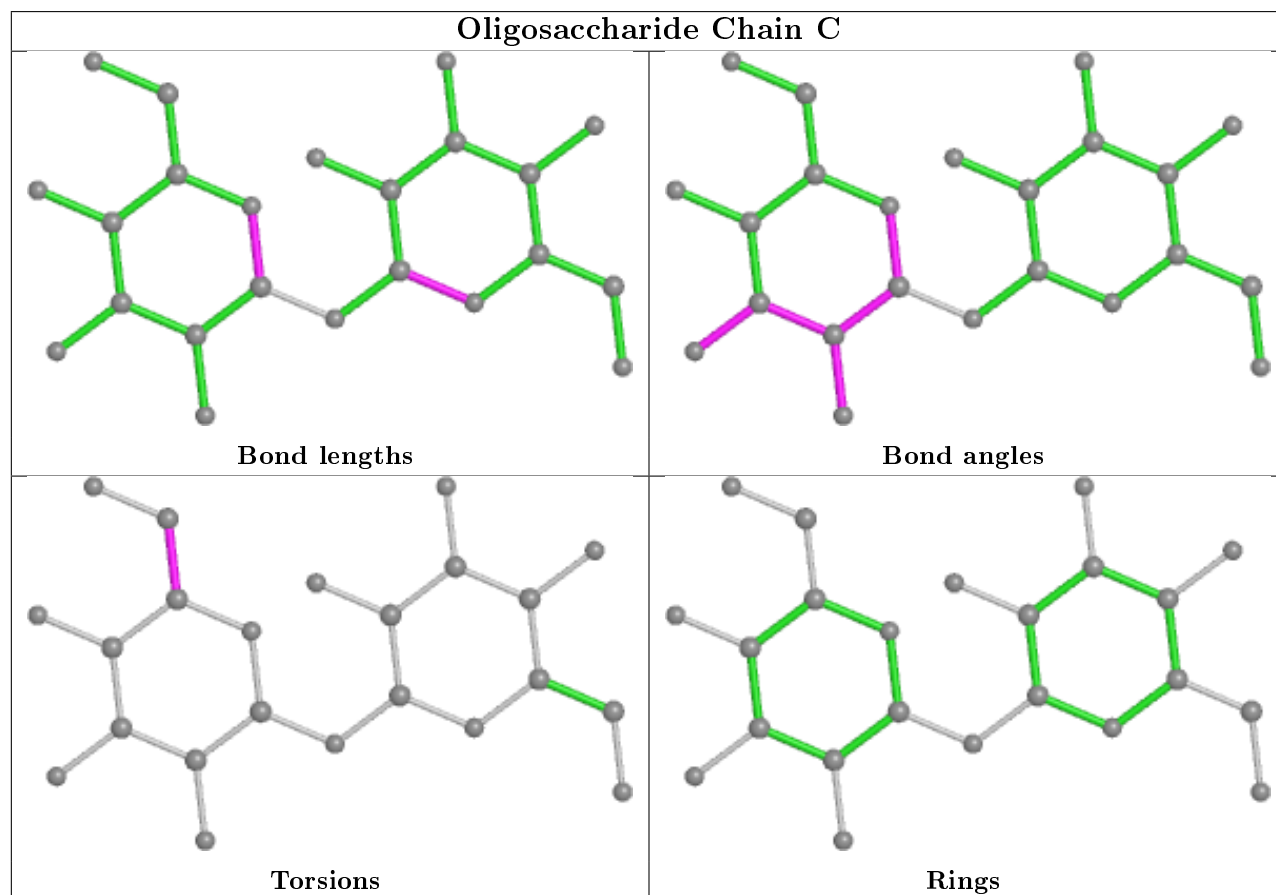 Oligosaccharide Chain C
Bond lengths
Bond angles
Torsions
Rings